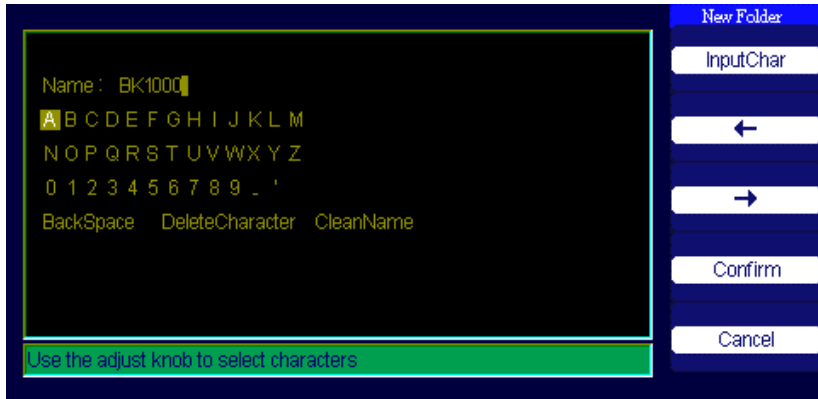 New Folder
Name: BK1000
A B C D E F G H I J K L M
N O P Q R S T U V W X Y Z
0 1 2 3 4 5 6 7 8 9 _ '
BackSpace DeleteCharacter CleanName
Use the adjust knob to select characters
InputChar
←
→
Confirm
Cancel